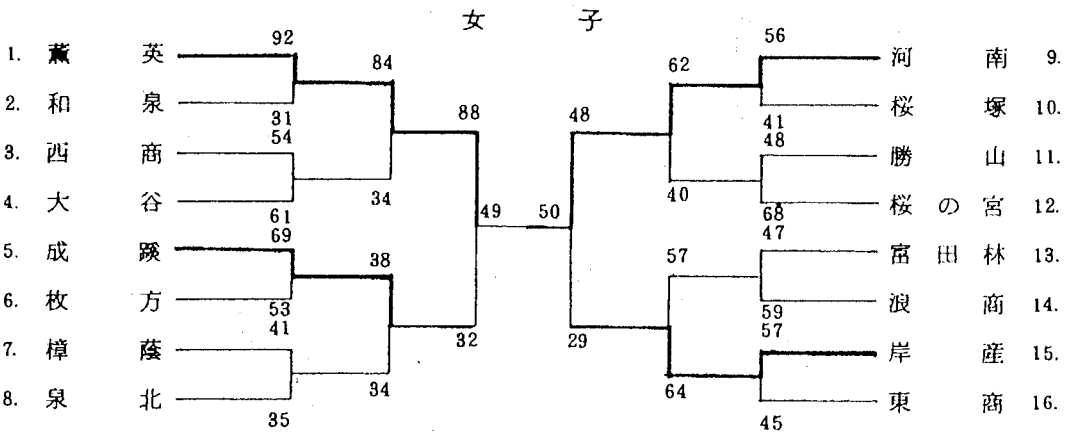 女子
1. 薫英
2. 和泉
3. 西商
4. 大谷
5. 成蹊
6. 枚方
7. 樟蔭
8. 泉北
92
31
54
61
69
53
41
35
84
34
38
34
88
32
49
50
48
29
62
40
57
64
56
41
48
68
47
59
57
45
河南 9.
桜塚 10.
勝山 11.
桜の宮 12.
富田林 13.
浪商 14.
岸産 15.
東商 16.